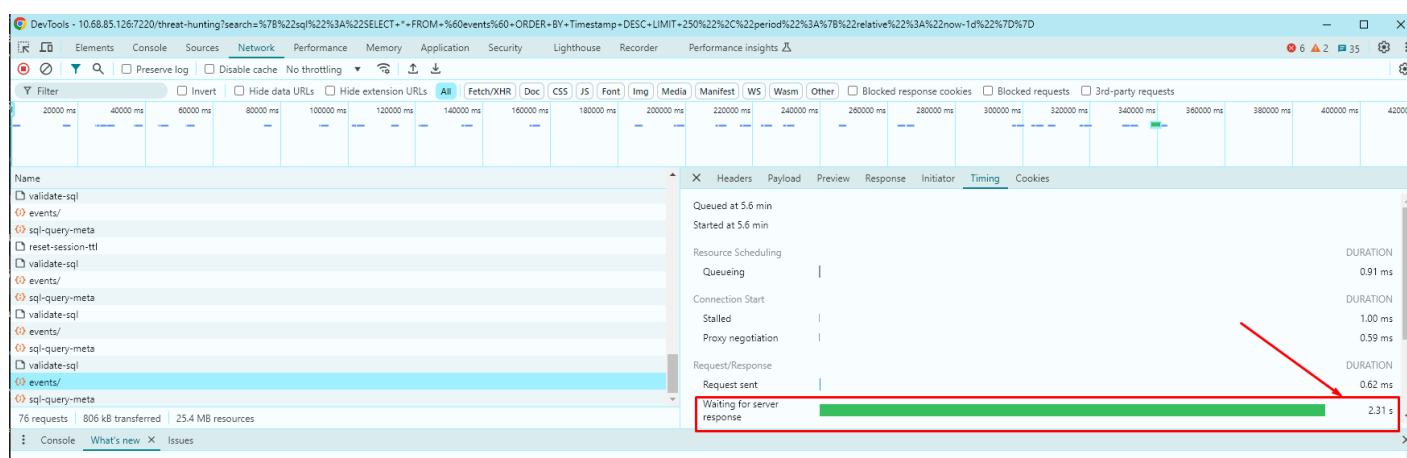 DevTools - 10.68.85.126:7220/threat-hunting?search=%7B%22sql%22%3A%22SELECT+*+FROM+%60events%60+ORDER+BY+Timestamp+DESC+LIMIT+250%22%2C%22period%22%3A%7B%22relative%22%3A%22now-1d%22%7D%7D
Elements Console Sources Network Performance Memory Application Security Lighthouse Recorder Performance insights 6 2 35
Preserve log Disable cache No throttling
Filter Invert Hide data URLs Hide extension URLs All Fetch/XHR Doc CSS JS Font Img Media Manifest WS Wasm Other Blocked response cookies Blocked requests 3rd-party requests
20000 ms 40000 ms 60000 ms 80000 ms 100000 ms 120000 ms 140000 ms 160000 ms 180000 ms 200000 ms 220000 ms 240000 ms 260000 ms 280000 ms 300000 ms 320000 ms 340000 ms 360000 ms 380000 ms 400000 ms 4200
Name
validate-sql
events/
sql-query-meta
reset-session-ttl
validate-sql
events/
sql-query-meta
validate-sql
events/
sql-query-meta
validate-sql
events/
sql-query-meta
76 requests 806 kB transferred 25.4 MB resources
Headers Payload Preview Response Initiator Timing Cookies
Queued at 5.6 min
Started at 5.6 min
Resource Scheduling DURATION
Queueing 0.91 ms
Connection Start DURATION
Stalled 1.00 ms
Proxy negotiation 0.59 ms
Request/Response DURATION
Request sent 0.62 ms
Waiting for server
response 2.31 s
Console What's new Issues